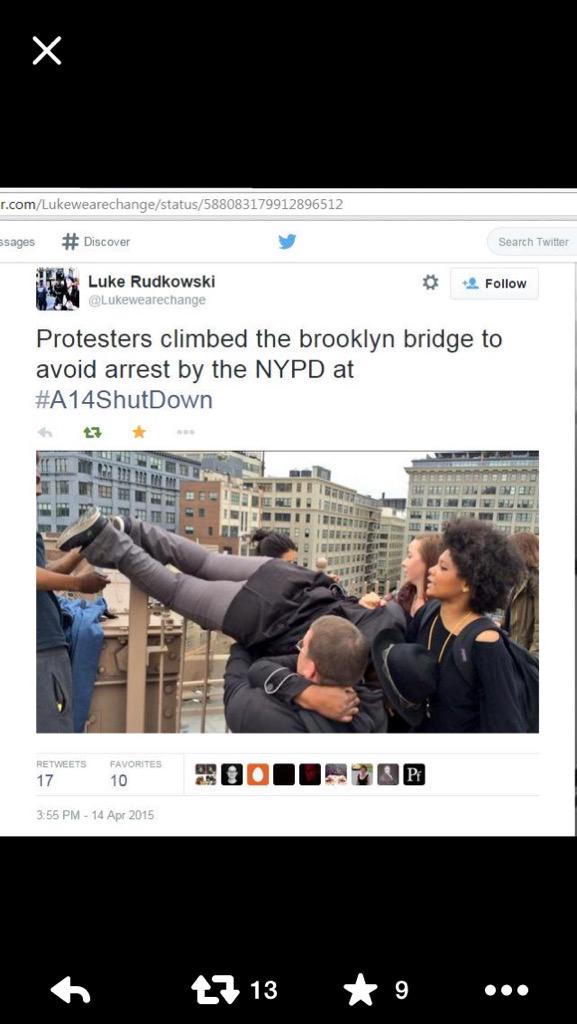 r.com/Lukewearechange/status/588083179912896512
ssages # Discover Search Twitter
Luke Rudkowski
@Lukewearechange
Follow
Protesters climbed the brooklyn bridge to
avoid arrest by the NYPD at
#A14ShutDown
RETWEETS FAVORITES
17 10
Pr
3:55 PM - 14 Apr 2015
13 9